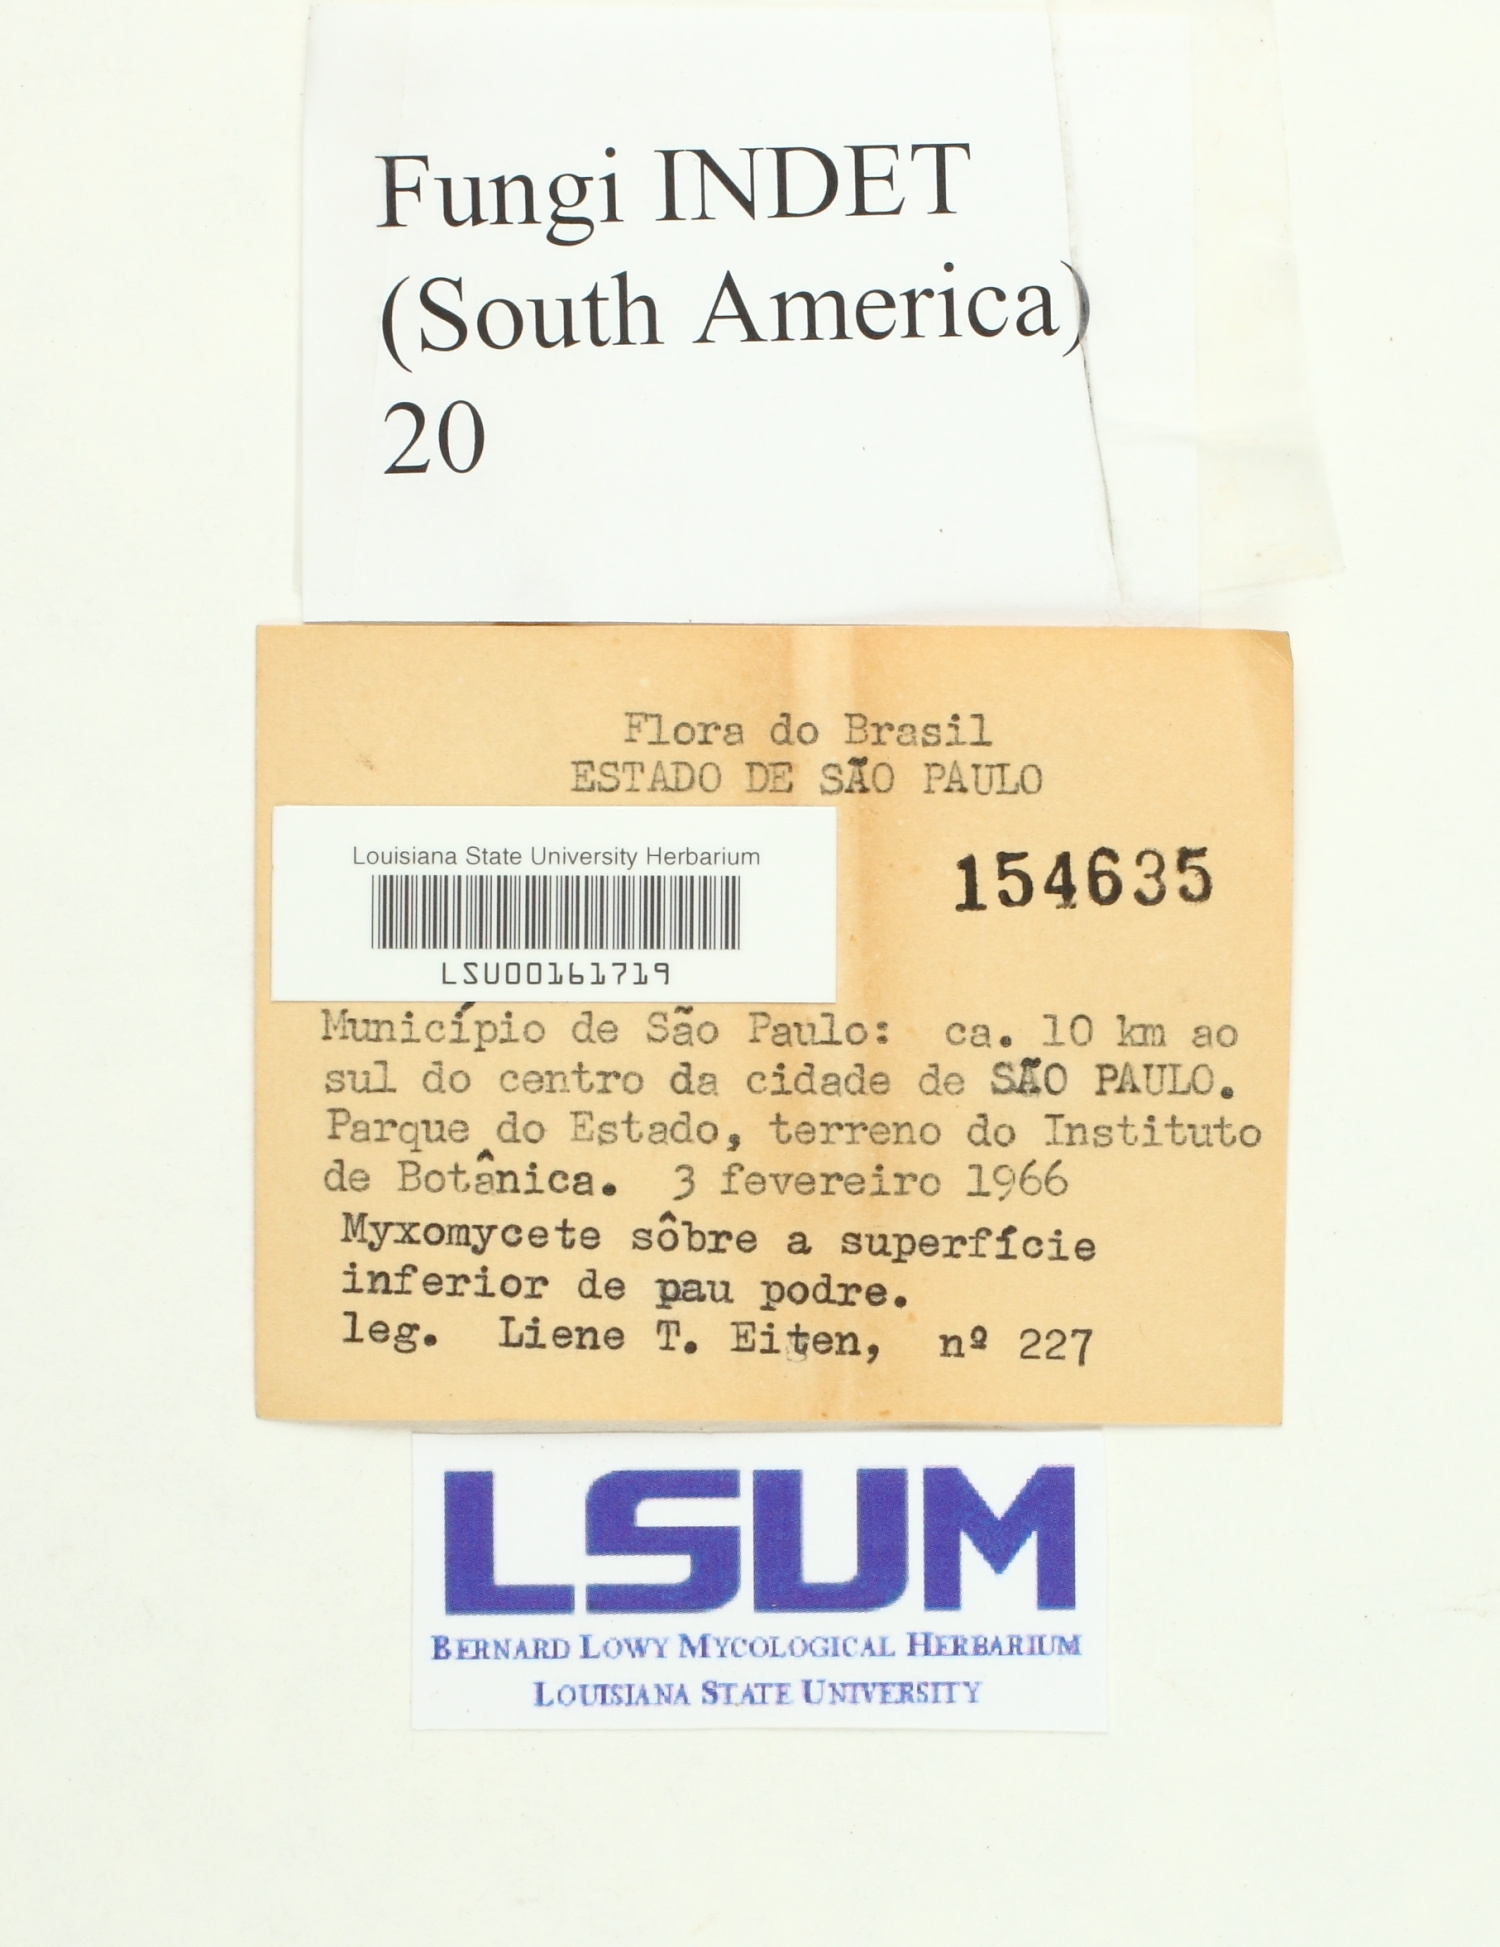 Fungi INDET
(South America)
20
Flora do Brasil
ESTADO DE SÃO PAULO
Louisiana State University Herbarium
154635
LSU00161719
Município de São Paulo: ca. 10 km ao
sul do centro da cidade de SÃO PAULO.
Parque do Estado, terreno do Instituto
de Botânica. 3 fevereiro 1966
Myxomycete sôbre a superfície
inferior de pau podre.
leg. Liene T. Eiten, nº 227
LSUM
BERNARD LOWY MYCOLOGICAL HERBARIUM
LOUISIANA STATE UNIVERSITY